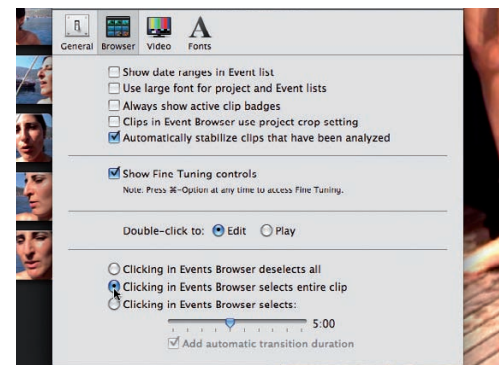 General Browser Video Fonts
Show date ranges in Event list
Use large font for project and Event lists
Always show active clip badges
Clips in Event Browser use project crop setting
Automatically stabilize clips that have been analyzed
Show Fine Tuning controls
Note: Press ⌘-Option at any time to access Fine Tuning.
Double-click to: Edit Play
Clicking in Events Browser deselects all
Clicking in Events Browser selects entire clip
Clicking in Events Browser selects:
5:00
Add automatic transition duration